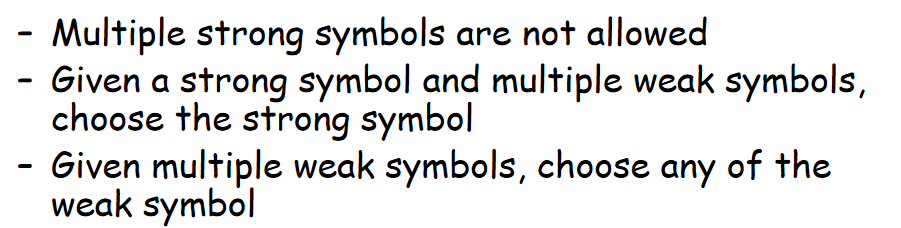 - Multiple strong symbols are not allowed
- Given a strong symbol and multiple weak symbols,
choose the strong symbol
- Given multiple weak symbols, choose any of the
weak symbol